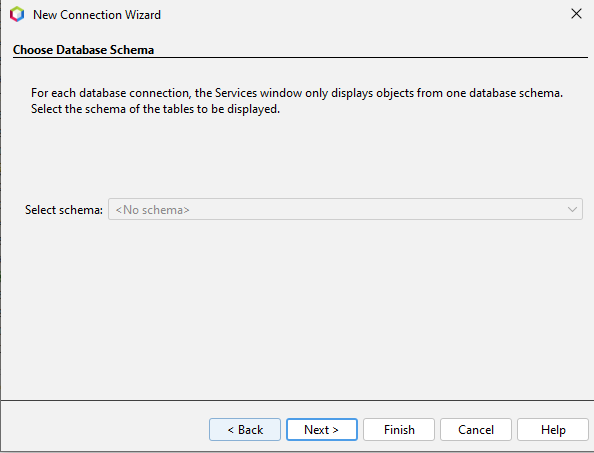 New Connection Wizard
Choose Database Schema
For each database connection, the Services window only displays objects from one database schema.
Select the schema of the tables to be displayed.
Select schema: <No schema>
< Back Next > Finish Cancel Help